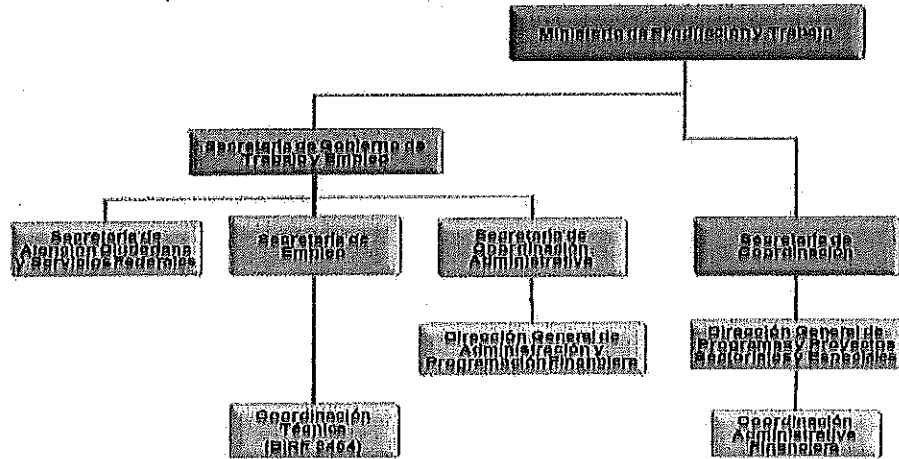 Ministerio de Producción y Trabajo
Secretaría de Gobierno de
Trabajo y Empleo
Secretaría de
Atención Ciudadana
y Servicios Federales
Secretaría de
Empleo
Secretaría de
Coordinación
Administrativa
Secretaría de
Coordinación
Dirección General de
Administración y
Programación Financiera
Dirección General de
Programas y Proyectos
Sectoriales y Especiales
Coordinación
Técnica
(BIRF 8464)
Coordinación
Administrativa
Financiera